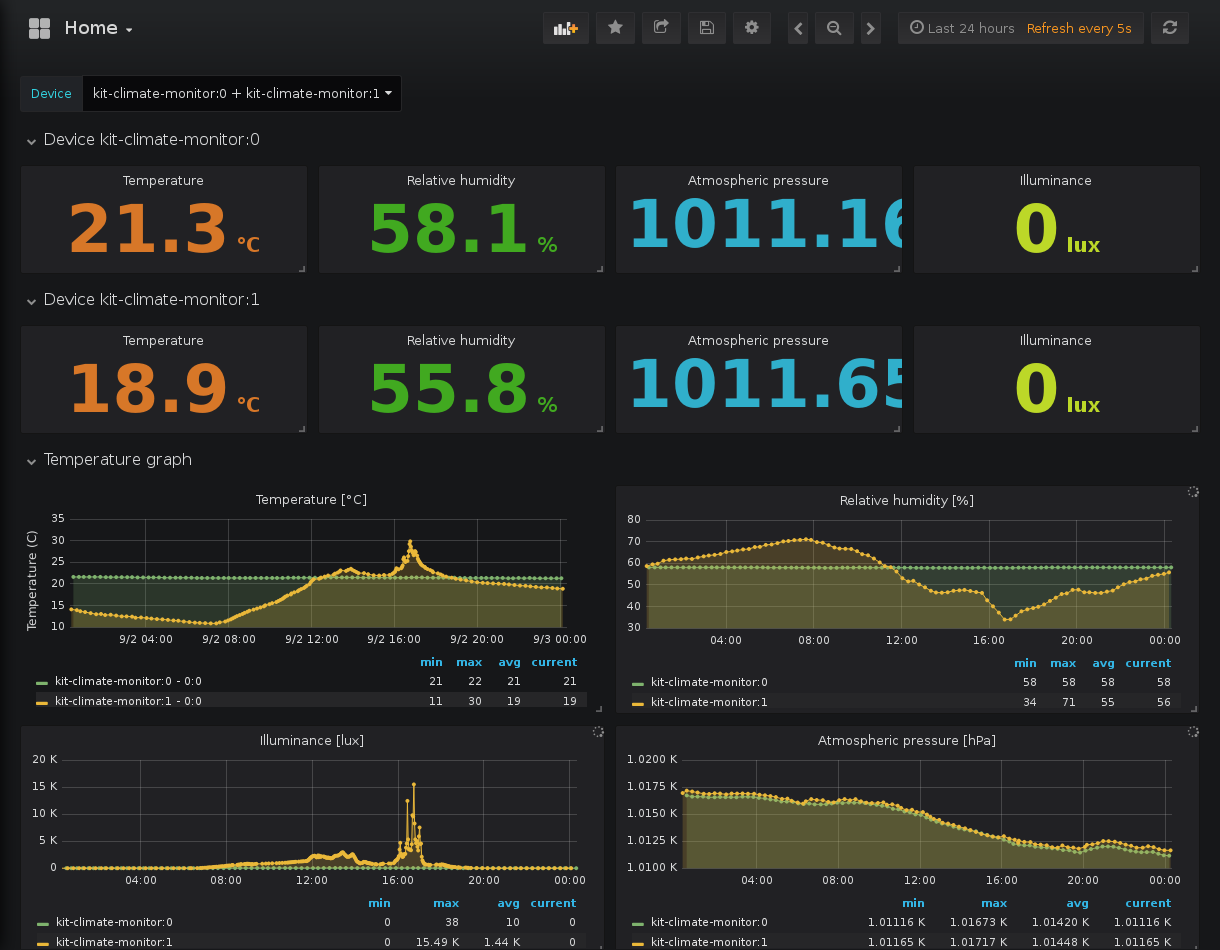 Home
Last 24 hours Refresh every 5s
Device kit-climate-monitor:0 + kit-climate-monitor:1
Device kit-climate-monitor:0
Temperature Relative humidity Atmospheric pressure Illuminance
21.3 °C 58.1 % 1011.16 0 lux
Device kit-climate-monitor:1
Temperature Relative humidity Atmospheric pressure Illuminance
18.9 °C 55.8 % 1011.65 0 lux
Temperature graph
Temperature [°C]
Temperature (C)
35
30
25
20
15
10
9/2 04:00 9/2 08:00 9/2 12:00 9/2 16:00 9/2 20:00 9/3 00:00
min max avg current
kit-climate-monitor:0 - 0:0 21 22 21 21
kit-climate-monitor:1 - 0:0 11 30 19 19
Relative humidity [%]
80
70
60
50
40
30
04:00 08:00 12:00 16:00 20:00 00:00
min max avg current
kit-climate-monitor:0 58 58 58 58
kit-climate-monitor:1 34 71 55 56
Illuminance [lux]
20 K
15 K
10 K
5 K
0
04:00 08:00 12:00 16:00 20:00 00:00
min max avg current
kit-climate-monitor:0 0 38 10 0
kit-climate-monitor:1 0 15.49 K 1.44 K 0
Atmospheric pressure [hPa]
1.0200 K
1.0175 K
1.0150 K
1.0125 K
1.0100 K
04:00 08:00 12:00 16:00 20:00 00:00
min max avg current
kit-climate-monitor:0 1.01116 K 1.01673 K 1.01420 K 1.01116 K
kit-climate-monitor:1 1.01165 K 1.01717 K 1.01448 K 1.01165 K